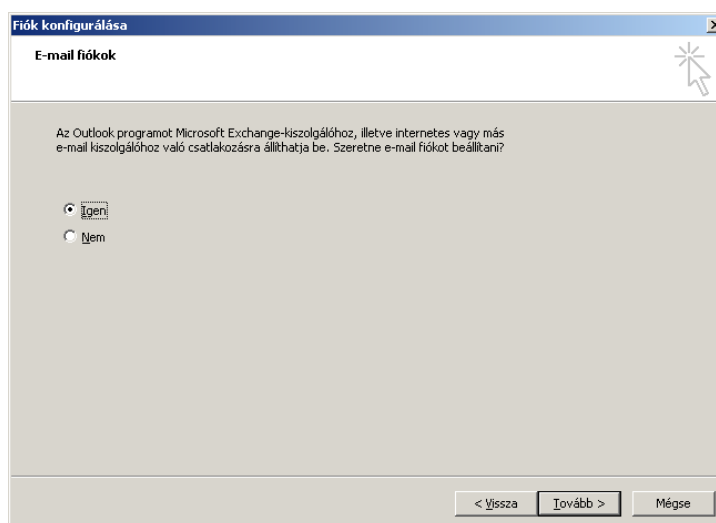 Fiók konfigurálása
E-mail fiókok
Az Outlook programot Microsoft Exchange-kiszolgálóhoz, illetve internetes vagy más
e-mail kiszolgálóhoz való csatlakozásra állíthatja be. Szeretne e-mail fiókot beállítani?
Igen
Nem
< Vissza
Tovább >
Mégse